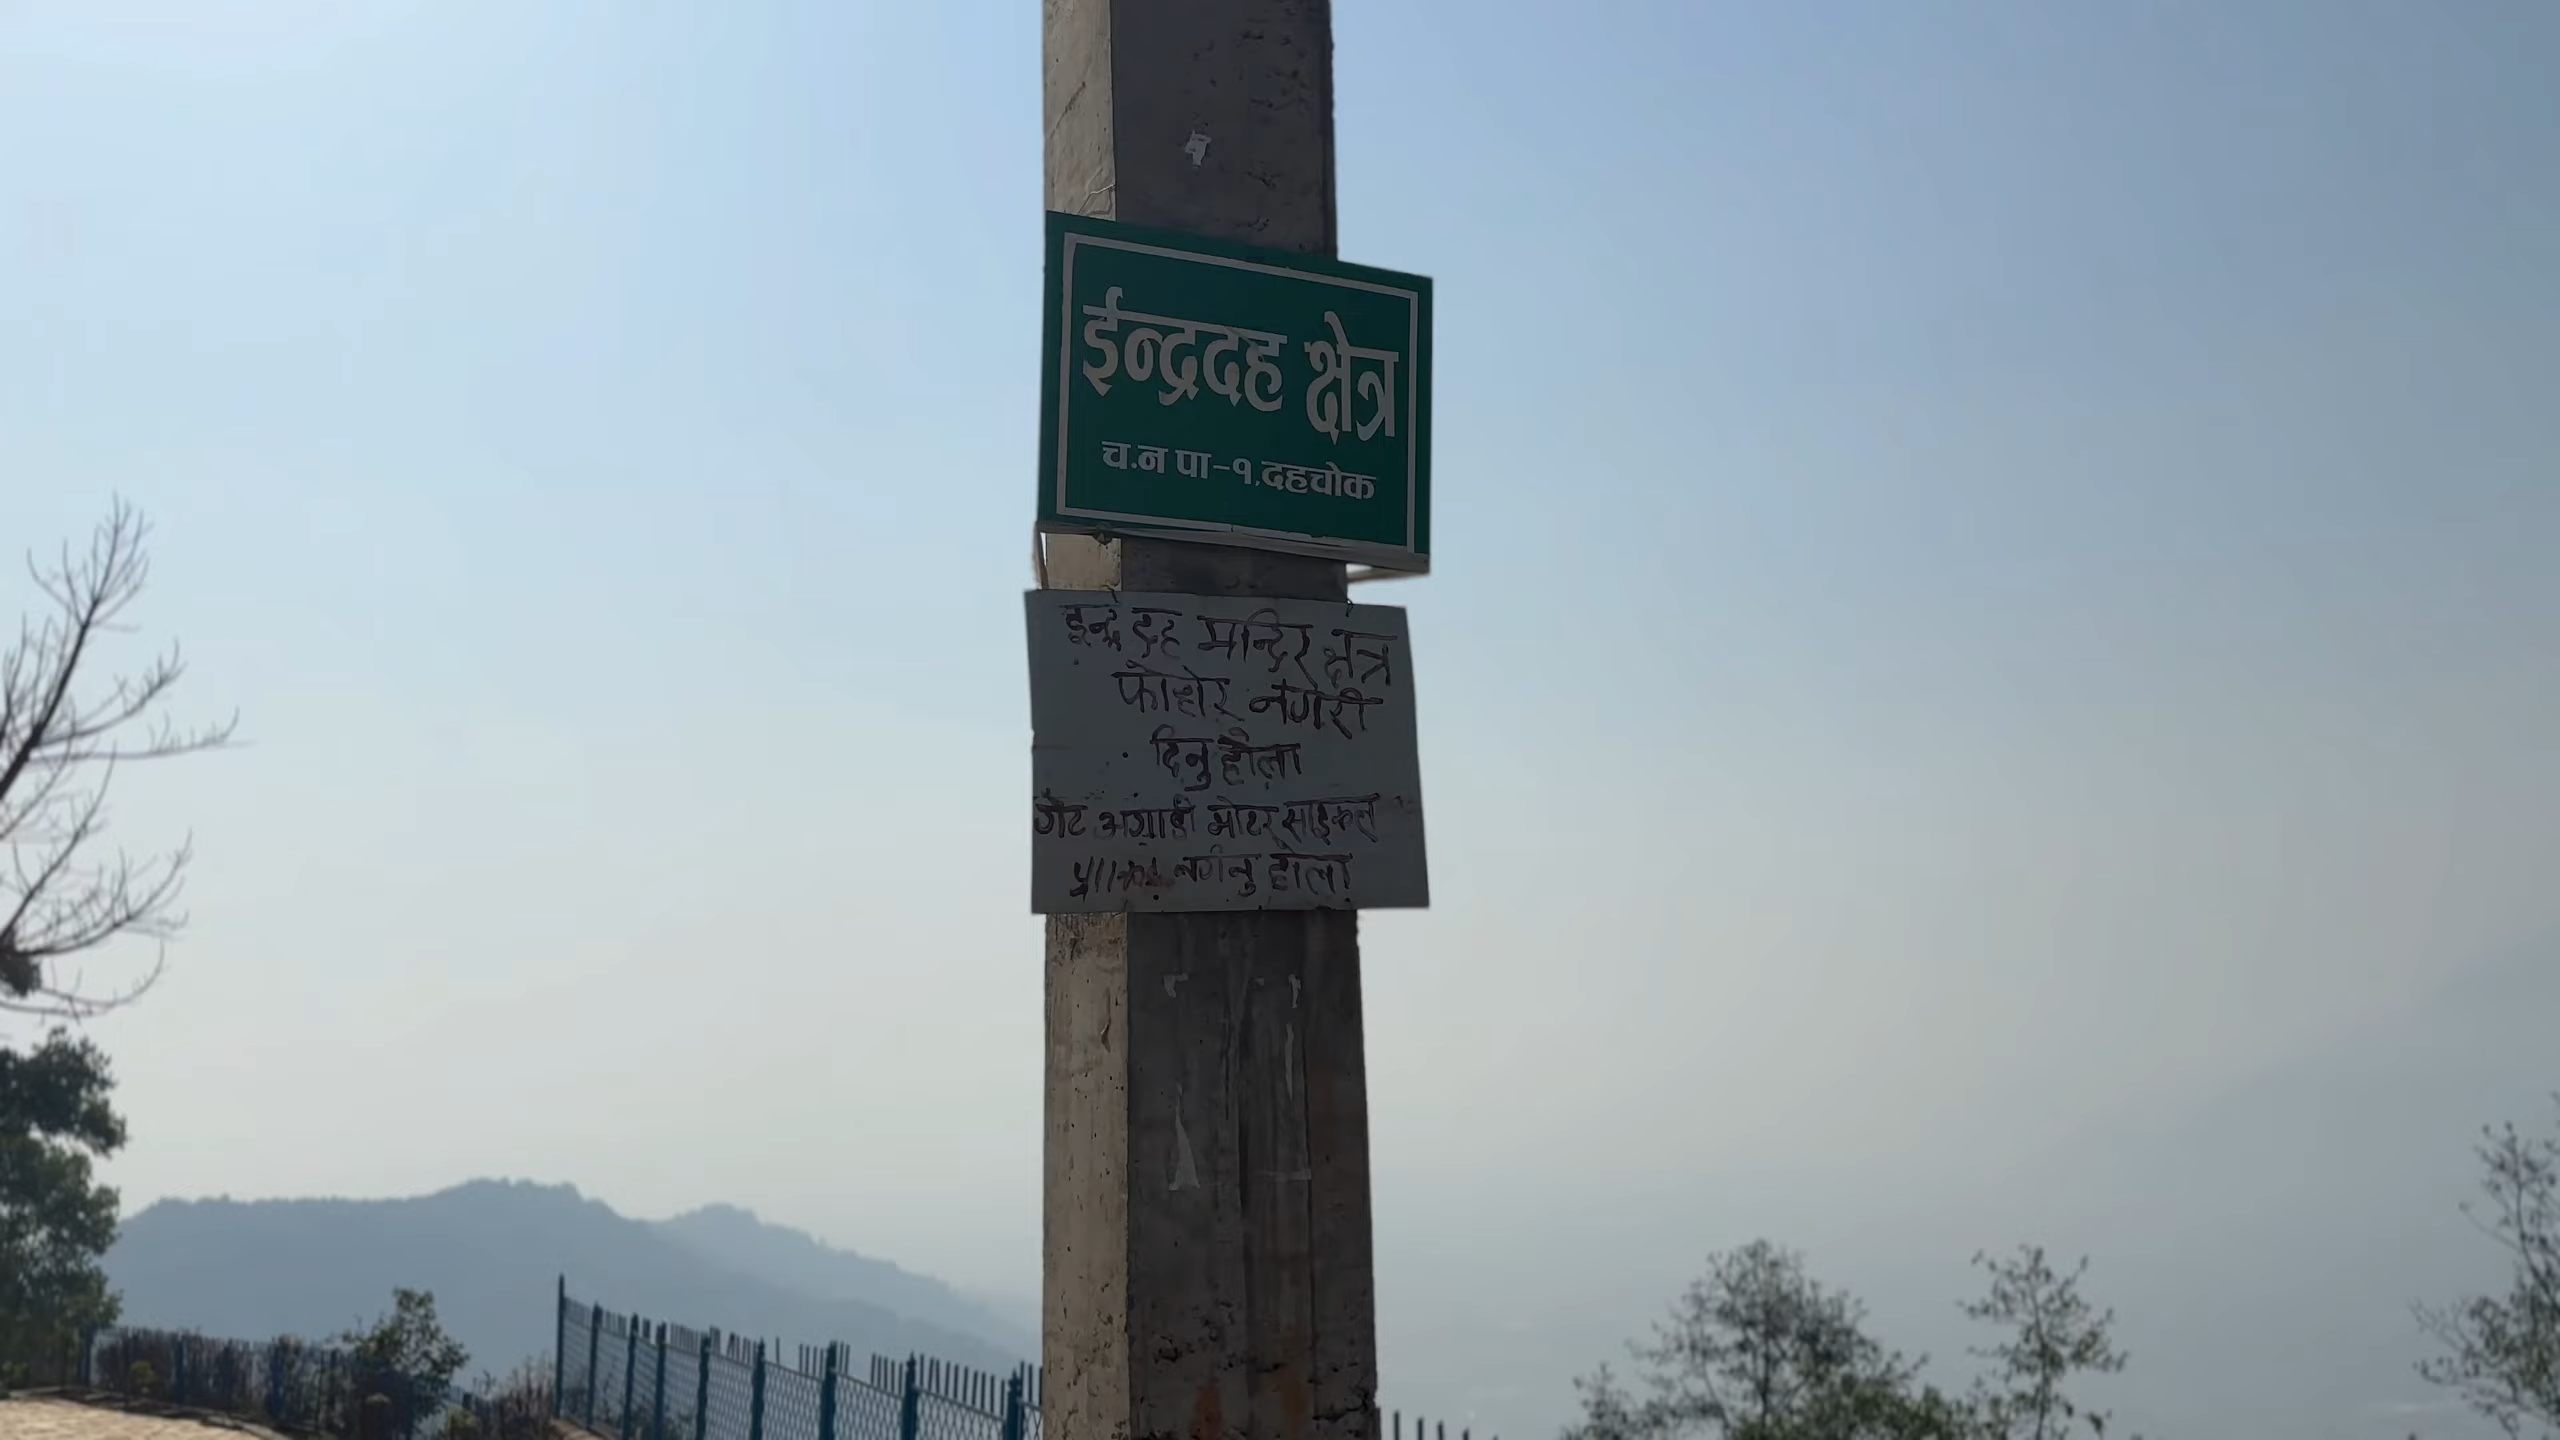 ईन्द्रदह क्षेत्र
च.न पा-१,दहचोक
इन्द्र दह मन्दिर क्षेत्र
फोहोर नगरी
दिनु होला
गेट अगाडी मोटर साइकल
नगर्नु होला